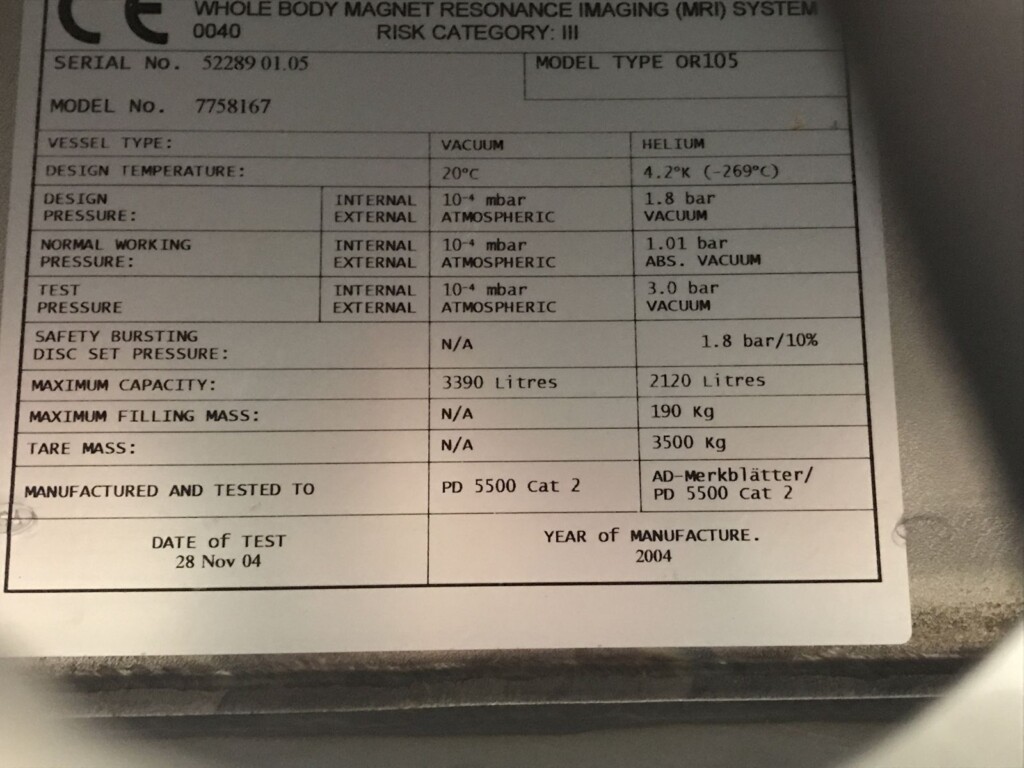 CE WHOLE BODY MAGNET RESONANCE IMAGING (MRI) SYSTEM
0040 RISK CATEGORY: III
SERIAL No. 52289 01.05 MODEL TYPE OR105
MODEL No. 7758167
VESSEL TYPE: VACUUM HELIUM
DESIGN TEMPERATURE: 20°C 4.2°K (-269°C)
DESIGN INTERNAL 10⁻⁴ mbar 1.8 bar
PRESSURE: EXTERNAL ATMOSPHERIC VACUUM
NORMAL WORKING INTERNAL 10⁻⁴ mbar 1.01 bar
PRESSURE: EXTERNAL ATMOSPHERIC ABS. VACUUM
TEST INTERNAL 10⁻⁴ mbar 3.0 bar
PRESSURE EXTERNAL ATMOSPHERIC VACUUM
SAFETY BURSTING
DISC SET PRESSURE: N/A 1.8 bar/10%
MAXIMUM CAPACITY: 3390 Litres 2120 Litres
MAXIMUM FILLING MASS: N/A 190 Kg
TARE MASS: N/A 3500 Kg
MANUFACTURED AND TESTED TO PD 5500 Cat 2 AD-Merkblätter/
PD 5500 Cat 2
DATE of TEST YEAR of MANUFACTURE.
28 Nov 04 2004